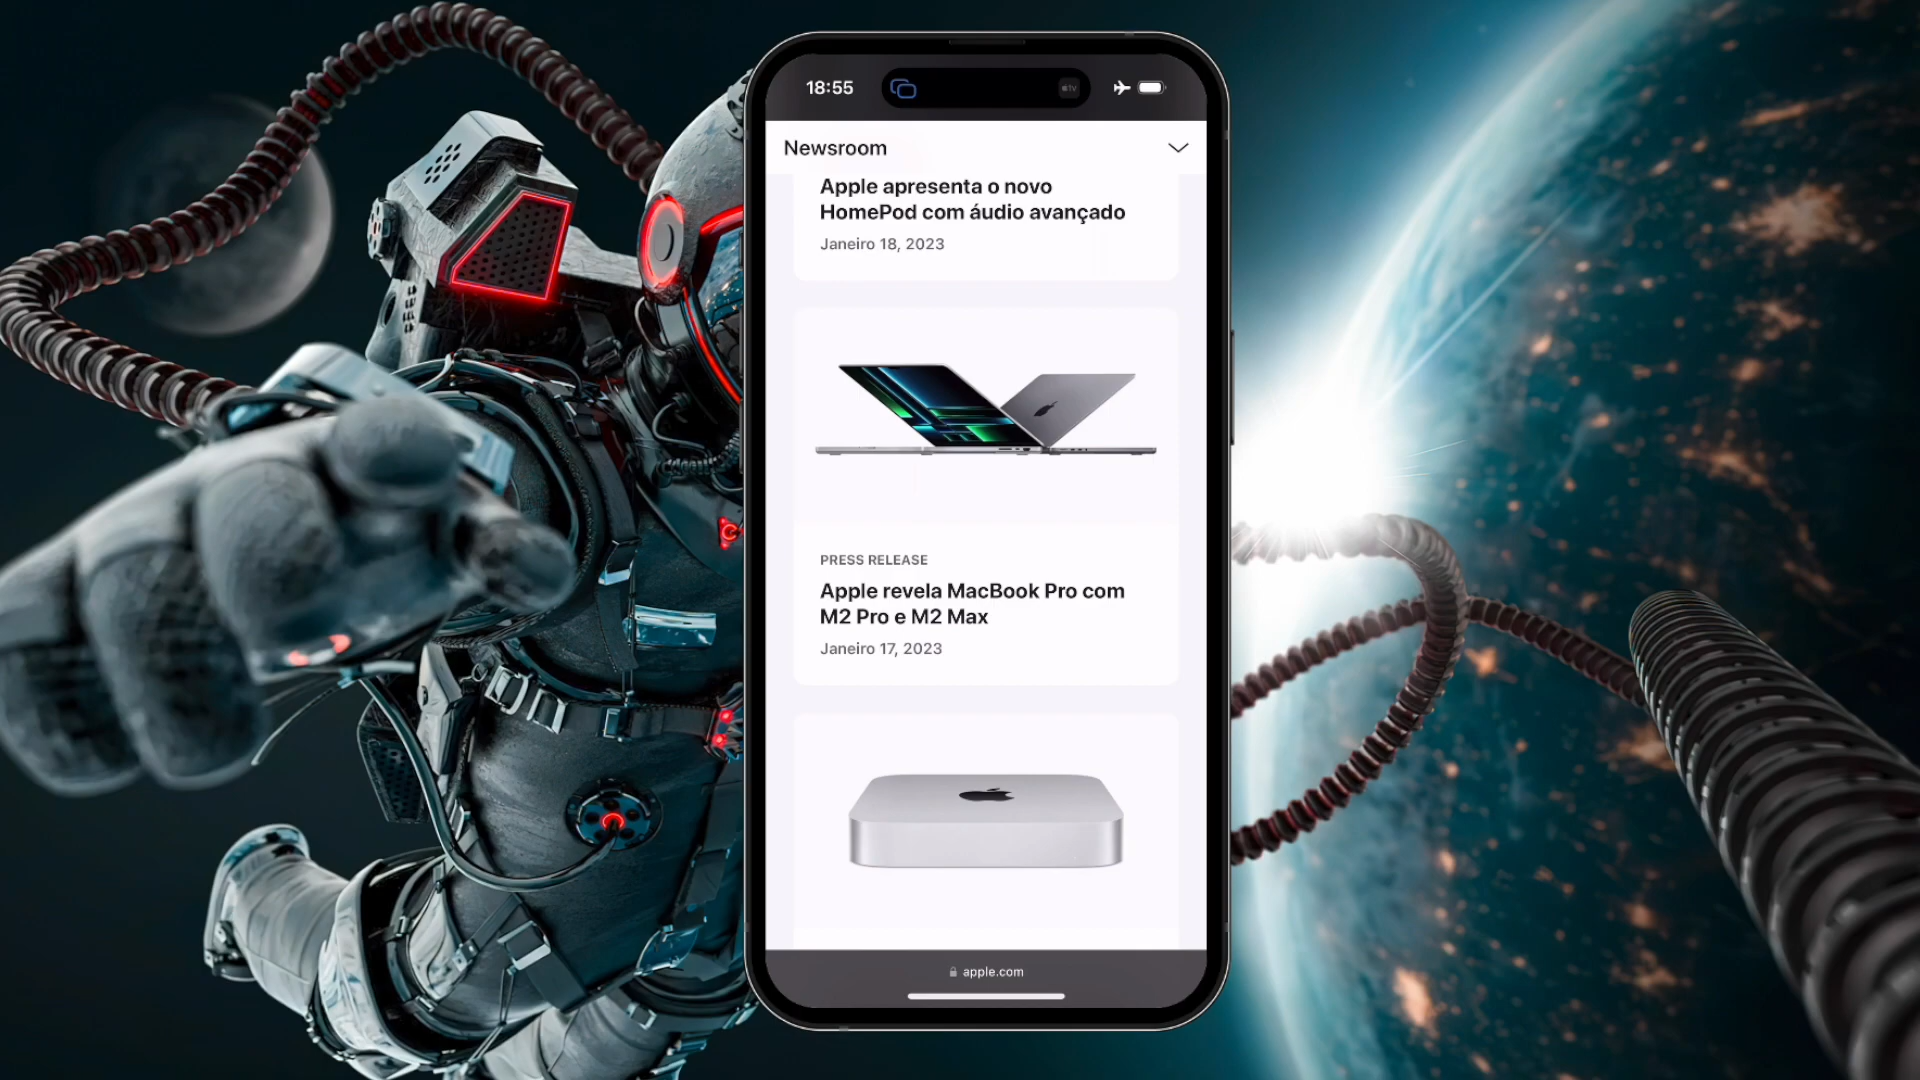 18:55
tv
Newsroom
Apple apresenta o novo
HomePod com áudio avançado
Janeiro 18, 2023
PRESS RELEASE
Apple revela MacBook Pro com
M2 Pro e M2 Max
Janeiro 17, 2023
apple.com